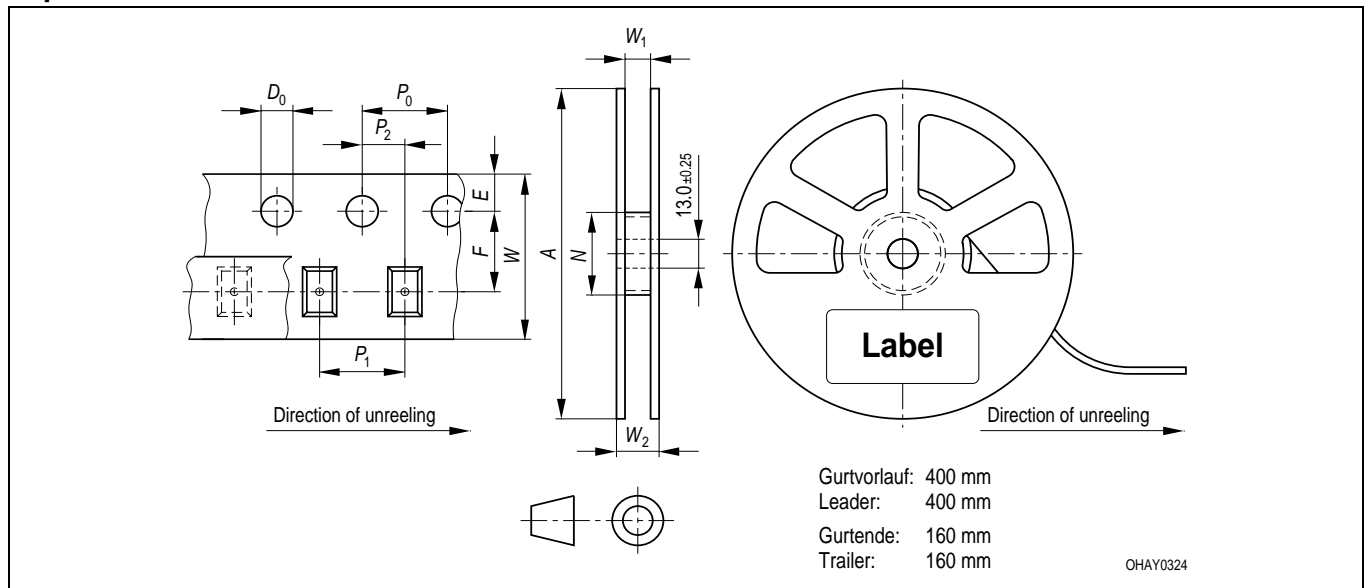 W1
D0
P0
P2
E
F
W
A
N
13.0±0.25
P1
Label
Direction of unreeling
W2
Direction of unreeling
Gurtvorlauf: 400 mm
Leader: 400 mm
Gurtende: 160 mm
Trailer: 160 mm
OHAY0324